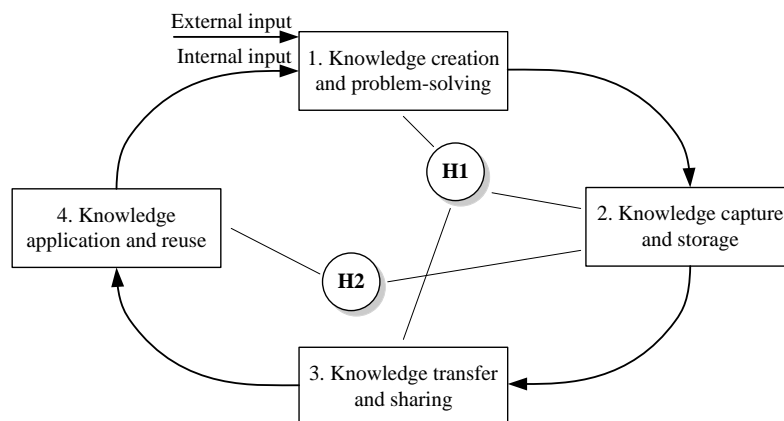 External input
Internal input
1. Knowledge creation
and problem-solving
H1
2. Knowledge capture
and storage
4. Knowledge
application and reuse
H2
3. Knowledge transfer
and sharing